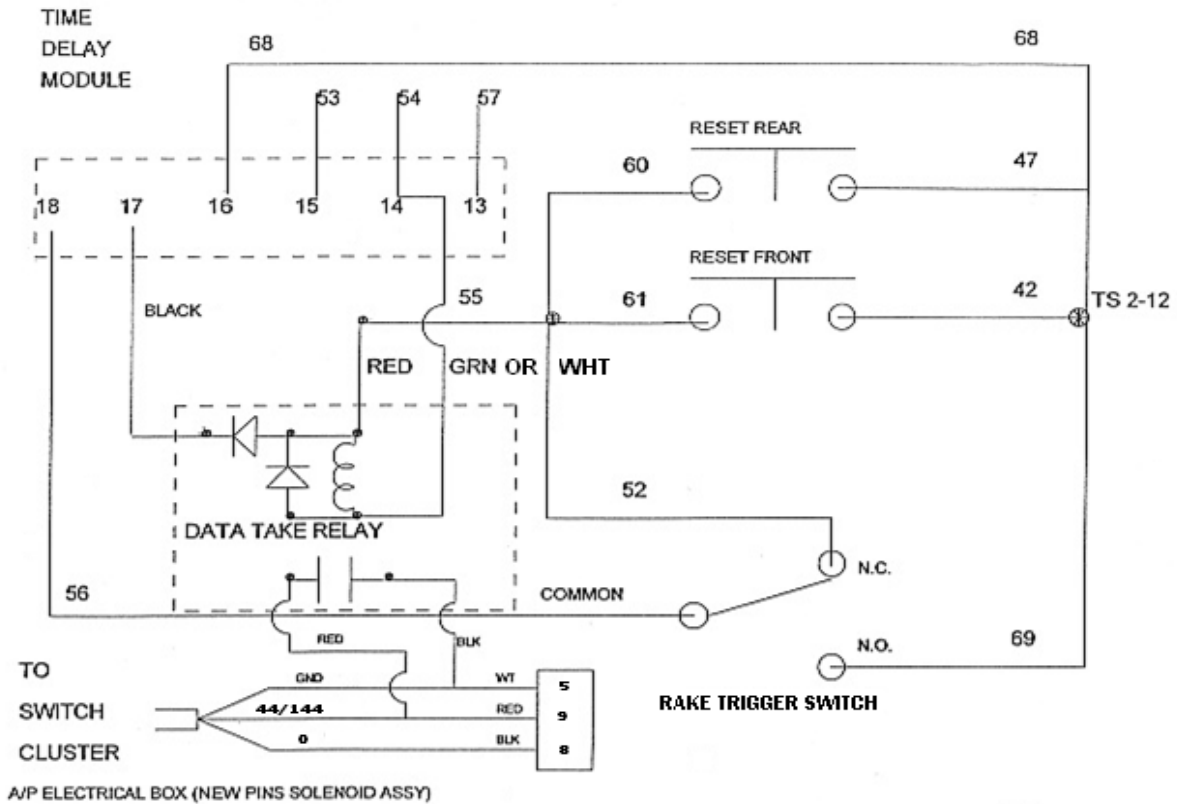 TIME
DELAY
MODULE
68
68
53
54
57
RESET REAR
60
47
18
17
16
15
14
13
RESET FRONT
BLACK
55
61
42
TS 2-12
RED
GRN OR WHT
52
DATA TAKE RELAY
N.C.
56
COMMON
RED
BLK
N.O.
69
TO
SWITCH
CLUSTER
GND
WT
5
44/144
RED
9
0
BLK
8
RAKE TRIGGER SWITCH
A/P ELECTRICAL BOX (NEW PINS SOLENOID ASSY)